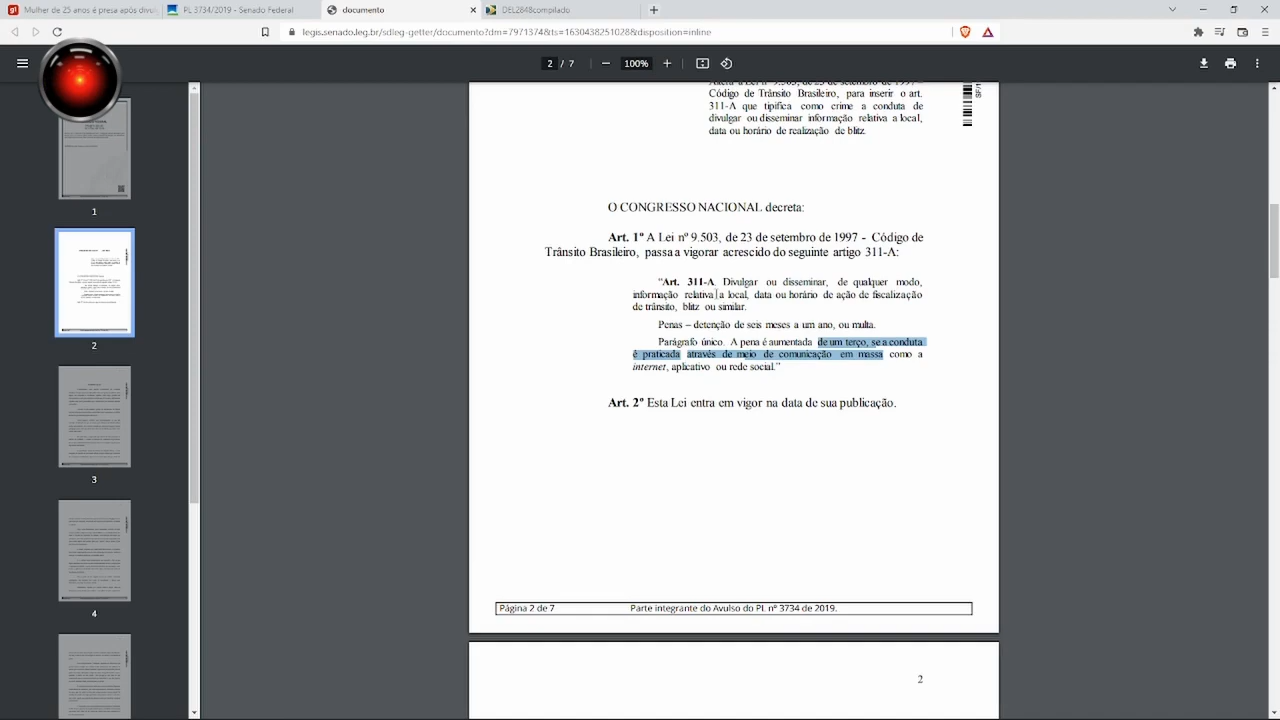 Mulher de 25 anos é presa após divul
PL 3734/2019 - Senado Federal
documento
DEL2848compilado
legis.senado.leg.br/sdleg-getter/documento?dm=7971374&ts=1630438251028&disposition=inline
2 / 7
100%
Altera a Lei nº 9.503, de 23 de setembro de 1997 -
Código de Trânsito Brasileiro, para inserir o art.
311-A que tipifica como crime a conduta de
divulgar ou disseminar informação relativa a local,
data ou horário de realização de blitz.
O CONGRESSO NACIONAL decreta:
Art. 1º A Lei nº 9.503, de 23 de setembro de 1997 - Código de
Trânsito Brasileiro, passa a vigorar acrescido do seguinte artigo 311-A:
"Art. 311-A. Divulgar ou disseminar, de qualquer modo,
informação relativa a local, data ou horário de ação de fiscalização
de trânsito, blitz ou similar.
Penas – detenção de seis meses a um ano, ou multa.
Parágrafo único. A pena é aumentada de um terço, se a conduta
é praticada através de meio de comunicação em massa como a
internet, aplicativo ou rede social."
Art. 2º Esta Lei entra em vigor na data de sua publicação.
Página 2 de 7
Parte integrante do Avulso do PL nº 3734 de 2019.
2
1
2
3
4